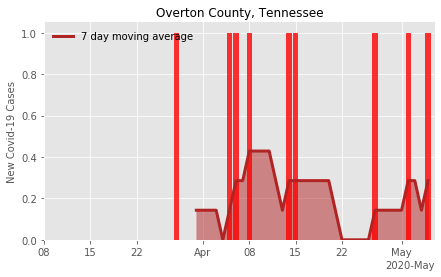 Overton County, Tennessee
7 day moving average
New Covid-19 Cases
1.0
0.8
0.6
0.4
0.2
0.0
08 15 22 Apr 08 15 22 May
2020-May